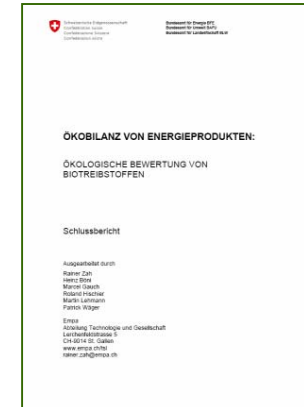 Schweizerische Eidgenossenschaft
Confédération suisse
Confederazione Svizzera
Confederaziun svizra
Bundesamt für Energie BFE
Bundesamt für Umwelt BAFU
Bundesamt für Landwirtschaft BLW
ÖKOBILANZ VON ENERGIEPRODUKTEN:
ÖKOLOGISCHE BEWERTUNG VON
BIOTREIBSTOFFEN
Schlussbericht
Ausgearbeitet durch
Rainer Zah
Heinz Böni
Marcel Gauch
Roland Hischier
Martin Lehmann
Patrick Wäger
Empa
Abteilung Technologie und Gesellschaft
Lerchenfeldstrasse 5
CH-9014 St. Gallen
www.empa.ch/tsl
rainer.zah@empa.ch